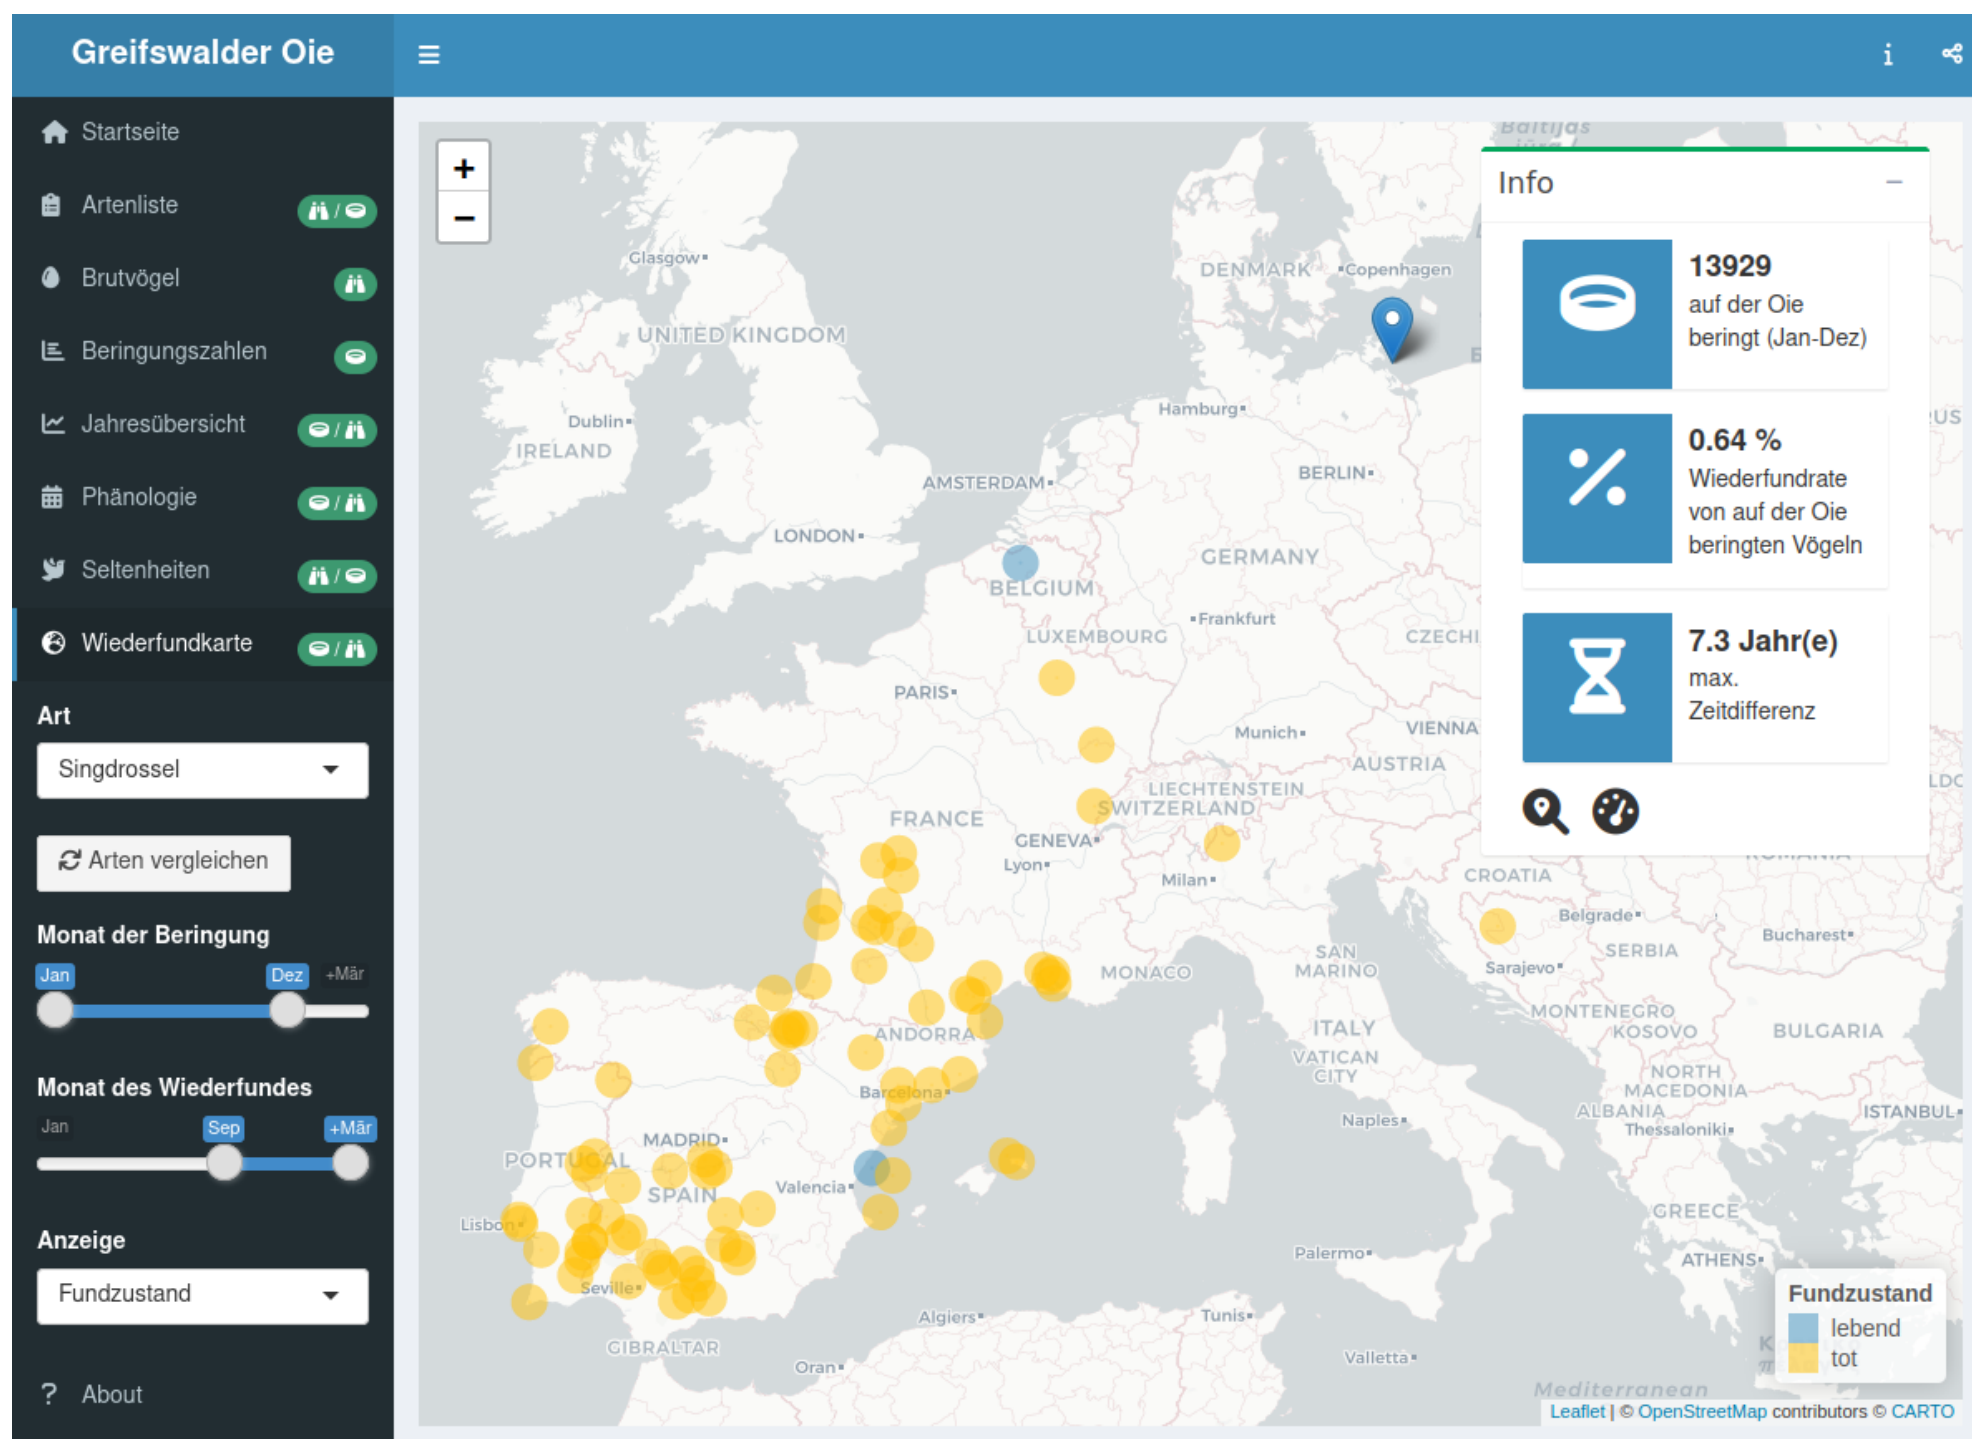 Greifswalder Oie
Startseite
Artenliste
Brutvögel
Beringungszahlen
Jahresübersicht
Phänologie
Seltenheiten
Wiederfundkarte
Art
Singdrossel
Arten vergleichen
Monat der Beringung
Jan
Dez
+Mär
Monat des Wiederfundes
Jan
Sep
+Mär
Anzeige
Fundzustand
? About
+
−
Info
13929
auf der Oie
beringt (Jan-Dez)
0.64 %
Wiederfundrate
von auf der Oie
beringten Vögeln
7.3 Jahr(e)
max.
Zeitdifferenz
Baltijas
Glasgow
DENMARK
Copenhagen
UNITED KINGDOM
Hamburg
Dublin
IRELAND
AMSTERDAM
BERLIN
LONDON
GERMANY
BELGIUM
Frankfurt
LUXEMBOURG
CZECHI
PARIS
Munich
VIENNA
AUSTRIA
LIECHTENSTEIN
SWITZERLAND
FRANCE
GENEVA
Lyon
Milan
CROATIA
Belgrade
Bucharest
SERBIA
SAN
MARINO
Sarajevo
MONACO
MONTENEGRO
KOSOVO
BULGARIA
ITALY
ANDORRA
VATICAN
CITY
NORTH
MACEDONIA
Barcelona
ALBANIA
ISTANBUL
Naples
Thessaloniki
MADRID
PORTUGAL
Valencia
SPAIN
Lisbon
GREECE
Palermo
ATHENS
Seville
Algiers
Tunis
GIBRALTAR
Oran
Valletta
Mediterranean
Fundzustand
lebend
tot
Leaflet | © OpenStreetMap contributors © CARTO